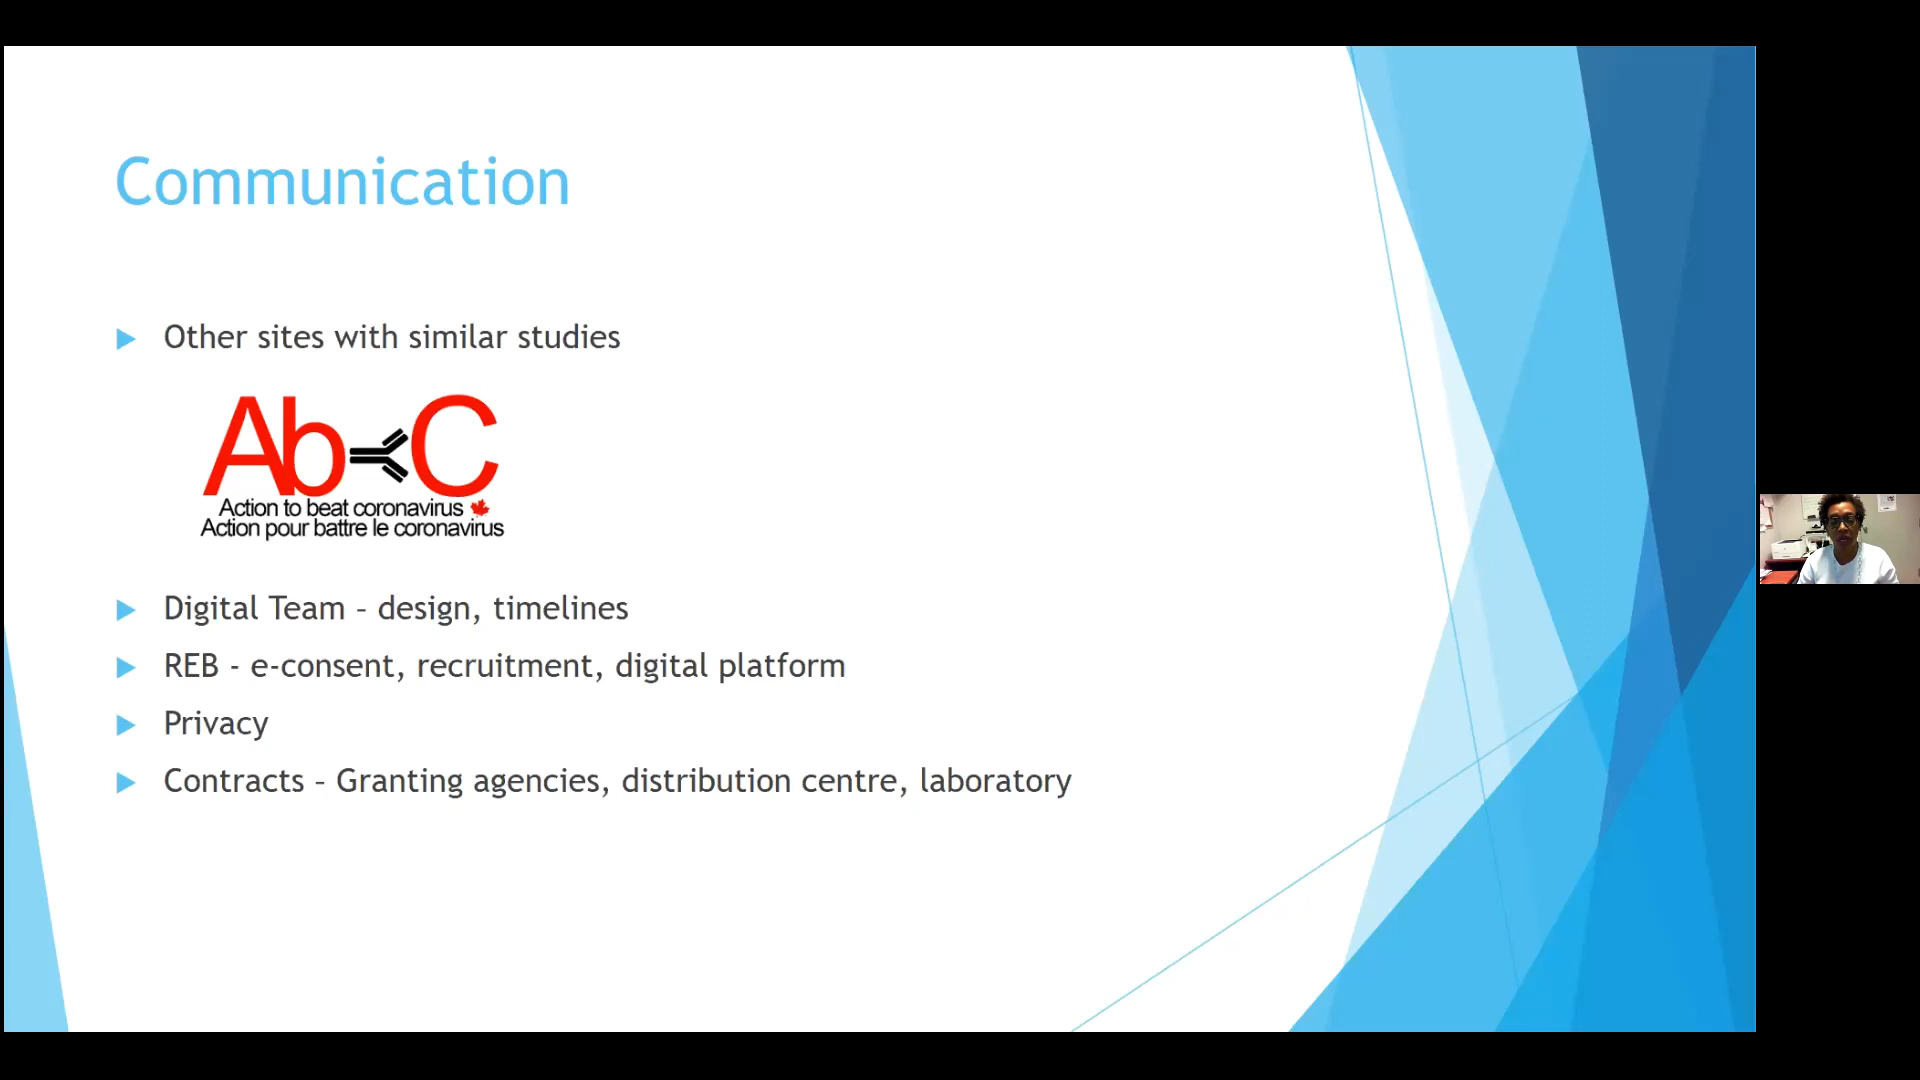 Communication
Other sites with similar studies
Ab C
Action to beat coronavirus
Action pour battre le coronavirus
Digital Team – design, timelines
REB - e-consent, recruitment, digital platform
Privacy
Contracts – Granting agencies, distribution centre, laboratory